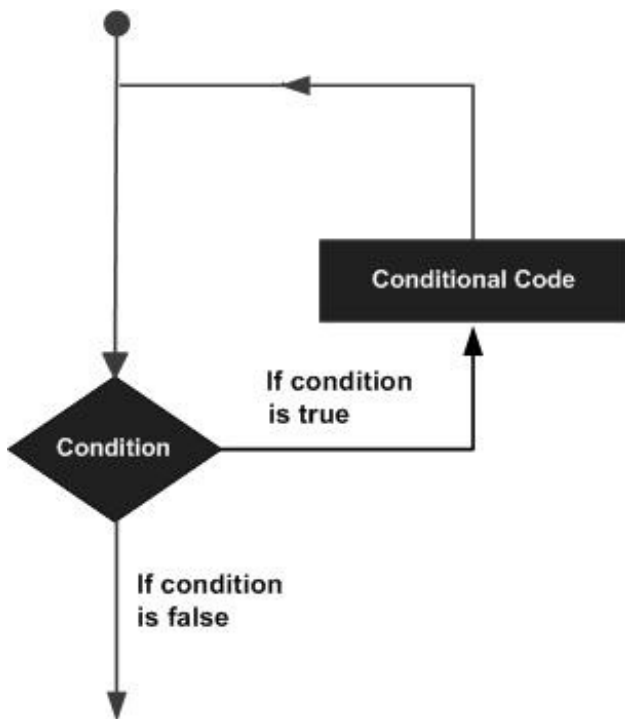 Conditional Code
If condition
is true
Condition
If condition
is false